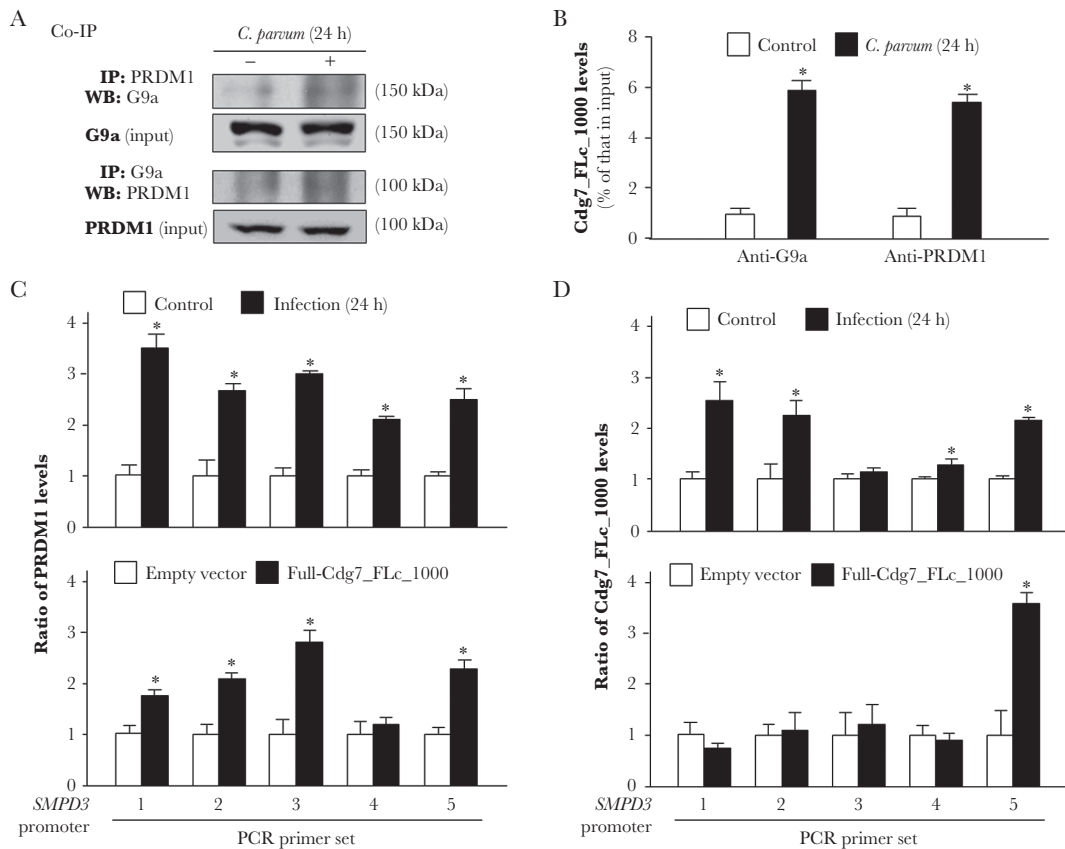 A
Co-IP
C. parvum (24 h)
– +
IP: PRDM1
WB: G9a
(150 kDa)
G9a (input)
(150 kDa)
IP: G9a
WB: PRDM1
(100 kDa)
PRDM1 (input)
(100 kDa)
B
Control
C. parvum (24 h)
Cdg7_FLc_1000 levels
(% of that in input)
8
6
4
2
0
*
*
Anti-G9a
Anti-PRDM1
C
Control
Infection (24 h)
Ratio of PRDM1 levels
4
3
2
1
0
*
*
*
*
*
Empty vector
Full-Cdg7_FLc_1000
4
3
2
1
0
*
*
*
*
SMPD3
promoter
1 2 3 4 5
PCR primer set
D
Control
Infection (24 h)
Ratio of Cdg7_FLc_1000 levels
4
3
2
1
0
*
*
*
*
Empty vector
Full-Cdg7_FLc_1000
4
3
2
1
0
*
1 2 3 4 5
PCR primer set